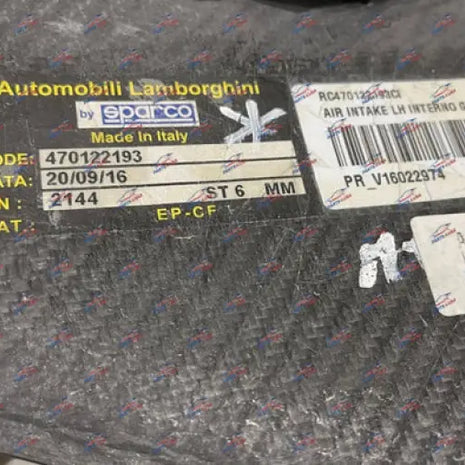 Automobili Lamborghini
by sparco
Made In Italy
ODE: 470122193
ATA: 20/09/16
N : 2144 ST 6 MM
AT.: EP-CF
RC470122193CI
AIR INTAKE LH INTERNO
PR_V16022974